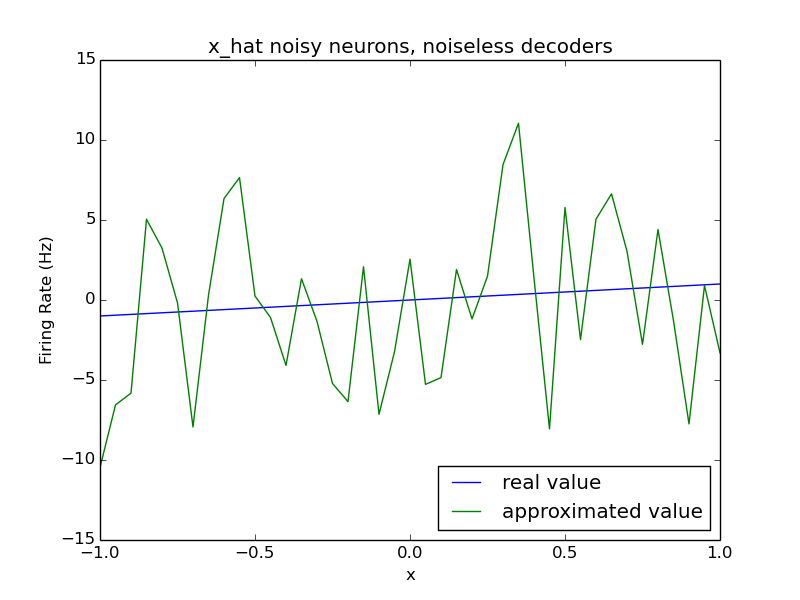 x_hat noisy neurons, noiseless decoders
15
10
5
0
−5
−10
−15
Firing Rate (Hz)
real value
approximated value
−1.0 −0.5 0.0 0.5 1.0
x